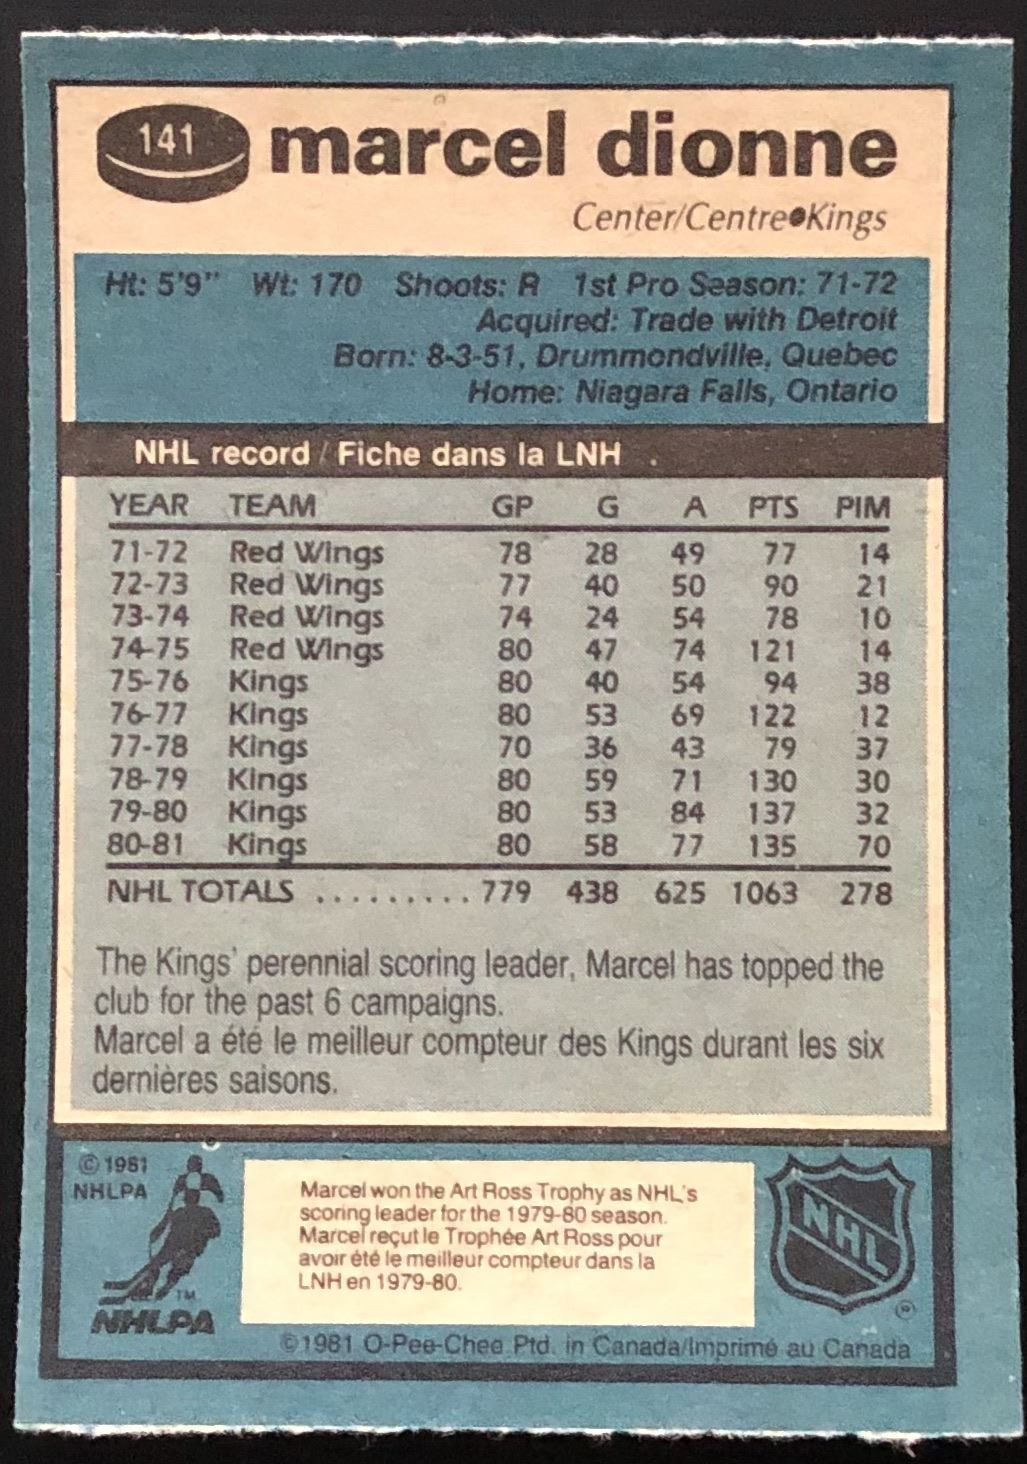 141 marcel dionne
Center/Centre●Kings
Ht: 5'9" Wt: 170 Shoots: R 1st Pro Season: 71-72
Acquired: Trade with Detroit
Born: 8-3-51, Drummondville, Quebec
Home: Niagara Falls, Ontario
NHL record / Fiche dans la LNH
YEAR TEAM GP G A PTS PIM
71-72 Red Wings 78 28 49 77 14
72-73 Red Wings 77 40 50 90 21
73-74 Red Wings 74 24 54 78 10
74-75 Red Wings 80 47 74 121 14
75-76 Kings 80 40 54 94 38
76-77 Kings 80 53 69 122 12
77-78 Kings 70 36 43 79 37
78-79 Kings 80 59 71 130 30
79-80 Kings 80 53 84 137 32
80-81 Kings 80 58 77 135 70
NHL TOTALS ......... 779 438 625 1063 278
The Kings' perennial scoring leader, Marcel has topped the
club for the past 6 campaigns.
Marcel a été le meilleur compteur des Kings durant les six
dernières saisons.
© 1981
NHLPA
TM
NHLPA
Marcel won the Art Ross Trophy as NHL's
scoring leader for the 1979-80 season.
Marcel reçut le Trophée Art Ross pour
avoir été le meilleur compteur dans la
LNH en 1979-80.
NHL
®
©1981 O-Pee-Chee Ptd. in Canada/Imprimé au Canada